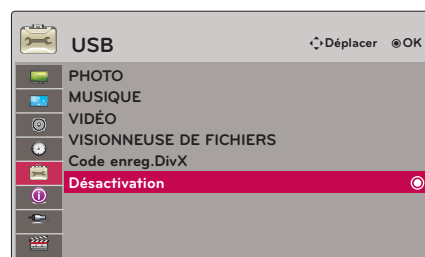 USB
Déplacer OK
PHOTO
MUSIQUE
VIDÉO
VISIONNEUSE DE FICHIERS
Code enreg.DivX
Désactivation